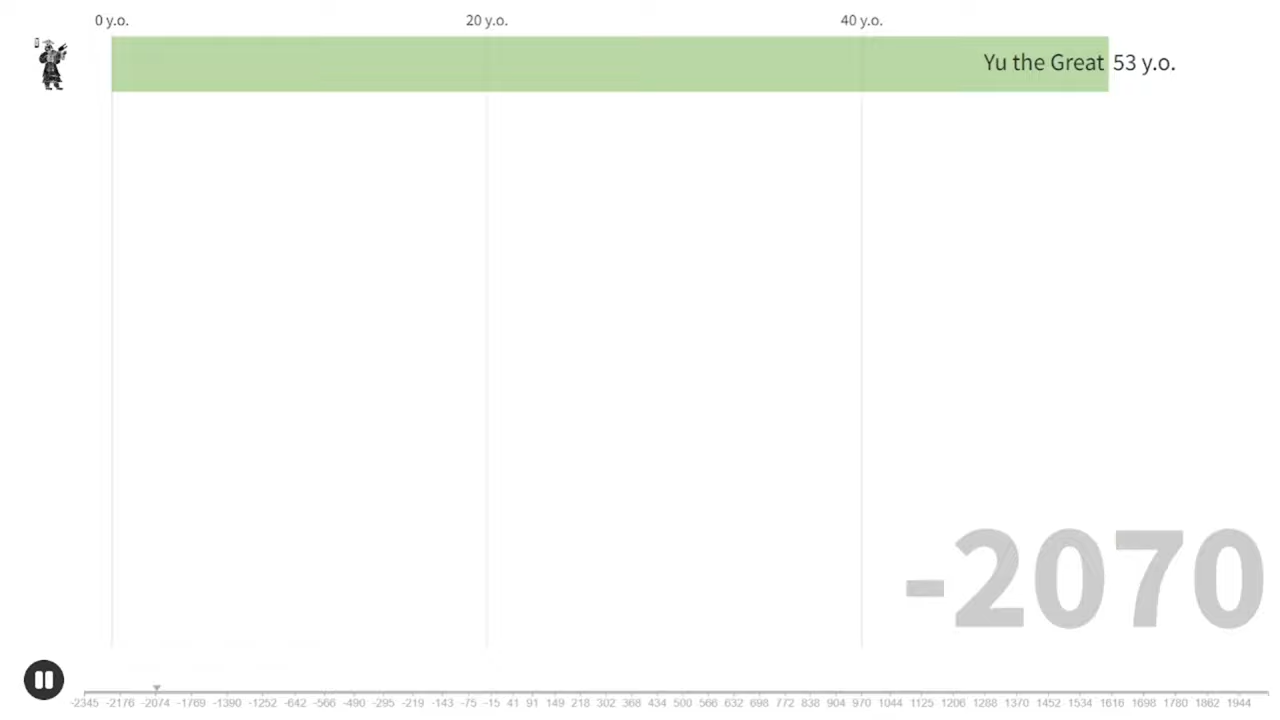 0 y.o. 20 y.o. 40 y.o.
Yu the Great 53 y.o.
-2070
-2345 -2176 -2074 -1769 -1390 -1252 -642 -566 -490 -295 -219 -143 -75 -15 41 91 149 218 302 368 434 500 566 632 698 772 838 904 970 1044 1125 1206 1288 1370 1452 1534 1616 1698 1780 1862 1944